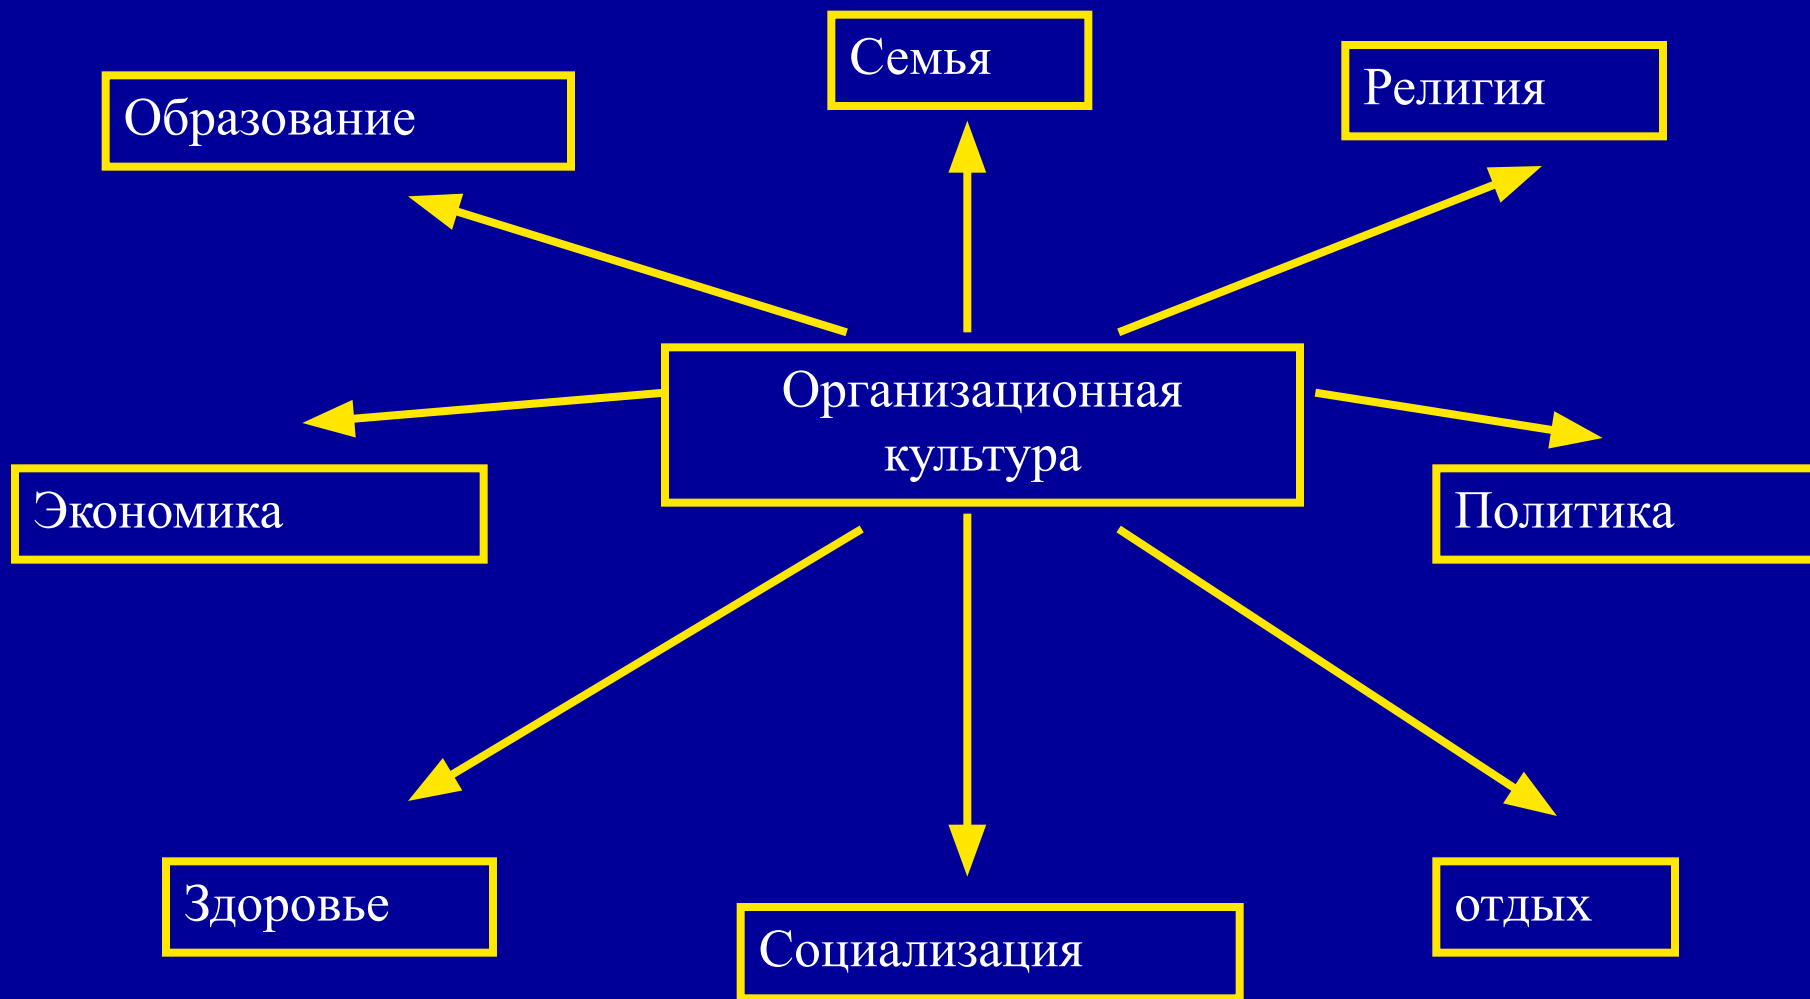 Семья
Религия
Образование
Организационная
культура
Экономика
Политика
Здоровье
отдых
Социализация